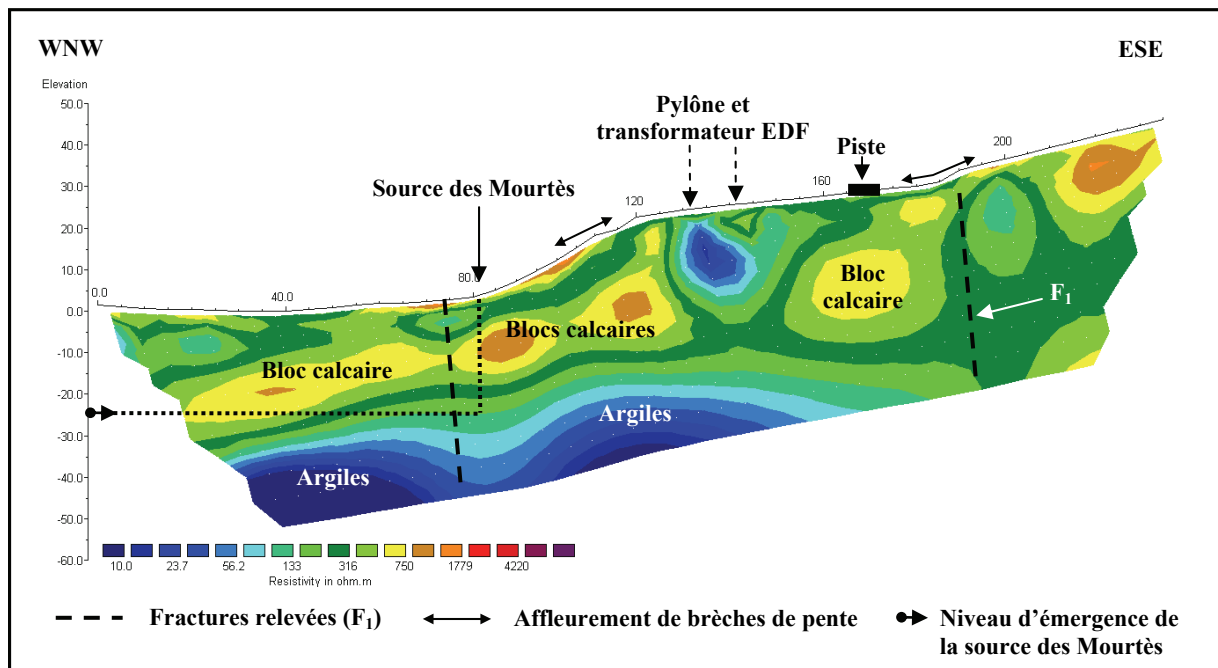 WNW
ESE
Elevation
50.0
40.0
30.0
20.0
10.0
0.0
-10.0
-20.0
-30.0
-40.0
-50.0
-60.0
Pylône et
transformateur EDF
Piste
Source des Mourtès
0.0
40.0
80.0
120
160
200
Bloc
calcaire
F1
Blocs calcaires
Bloc calcaire
Argiles
Argiles
10.0 23.7 56.2 133 316 750 1779 4220
Resistivity in ohm.m
Fractures relevées (F1)
Affleurement de brèches de pente
Niveau d'émergence de
la source des Mourtès